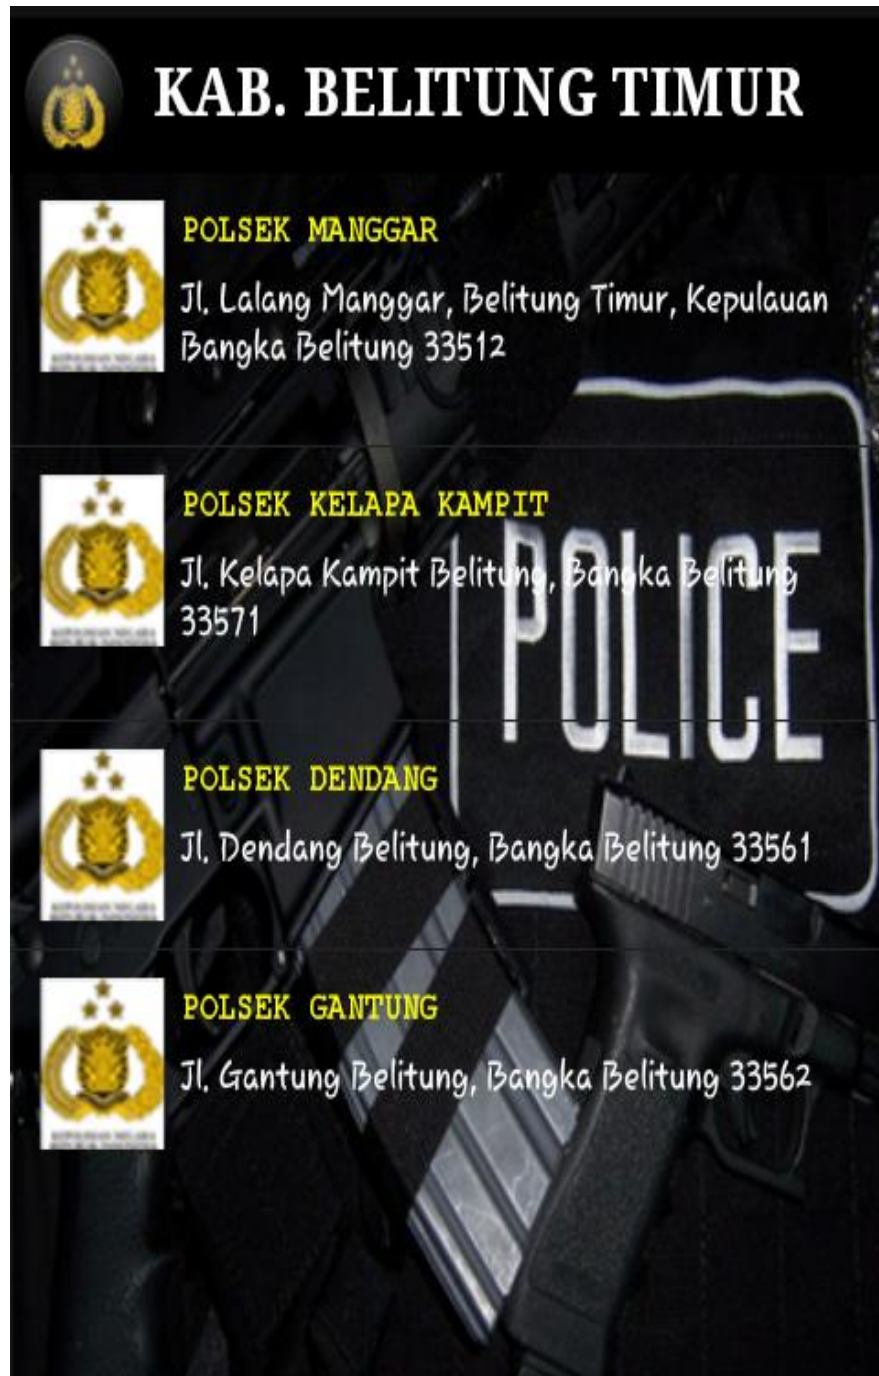 KAB. BELITUNG TIMUR
POLSEK MANGGAR
Jl. Lalang Manggar, Belitung Timur, Kepulauan
Bangka Belitung 33512
POLSEK KELAPA KAMPIT
Jl. Kelapa Kampit Belitung, Bangka Belitung
33571
POLICE
POLSEK DENDANG
Jl. Dendang Belitung, Bangka Belitung 33561
POLSEK GANTUNG
Jl. Gantung Belitung, Bangka Belitung 33562